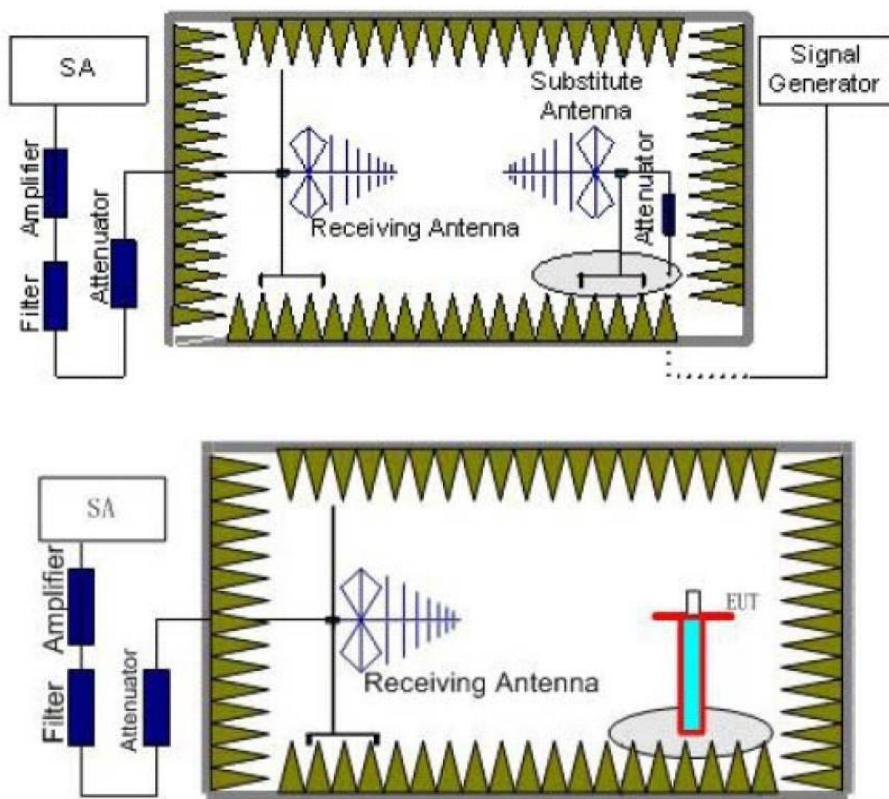 SA
Signal
Generator
Substitute
Antenna
Amplifier
Attenuator
Filter
Receiving Antenna
Attenuator
SA
Amplifier
Filter
Attenuator
Receiving Antenna
EUT